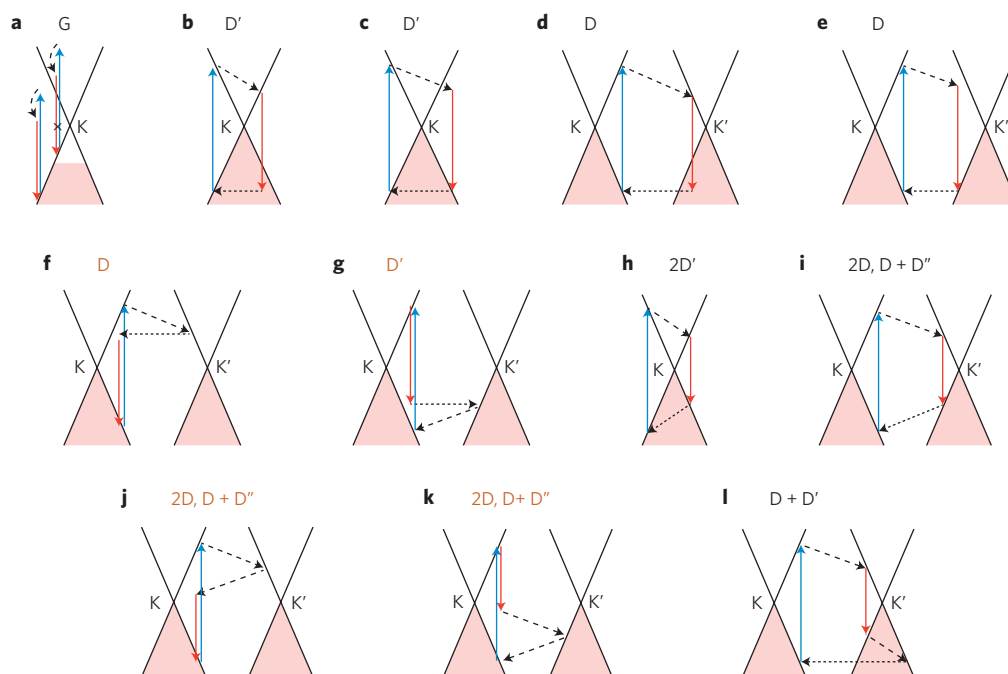 a G b D′ c D′ d D e D
K K K K K′ K K′
f D g D′ h 2D′ i 2D, D + D″
K K′ K K′ K K K′
j 2D, D + D″ k 2D, D+ D″ l D + D′
K K′ K K′ K K′